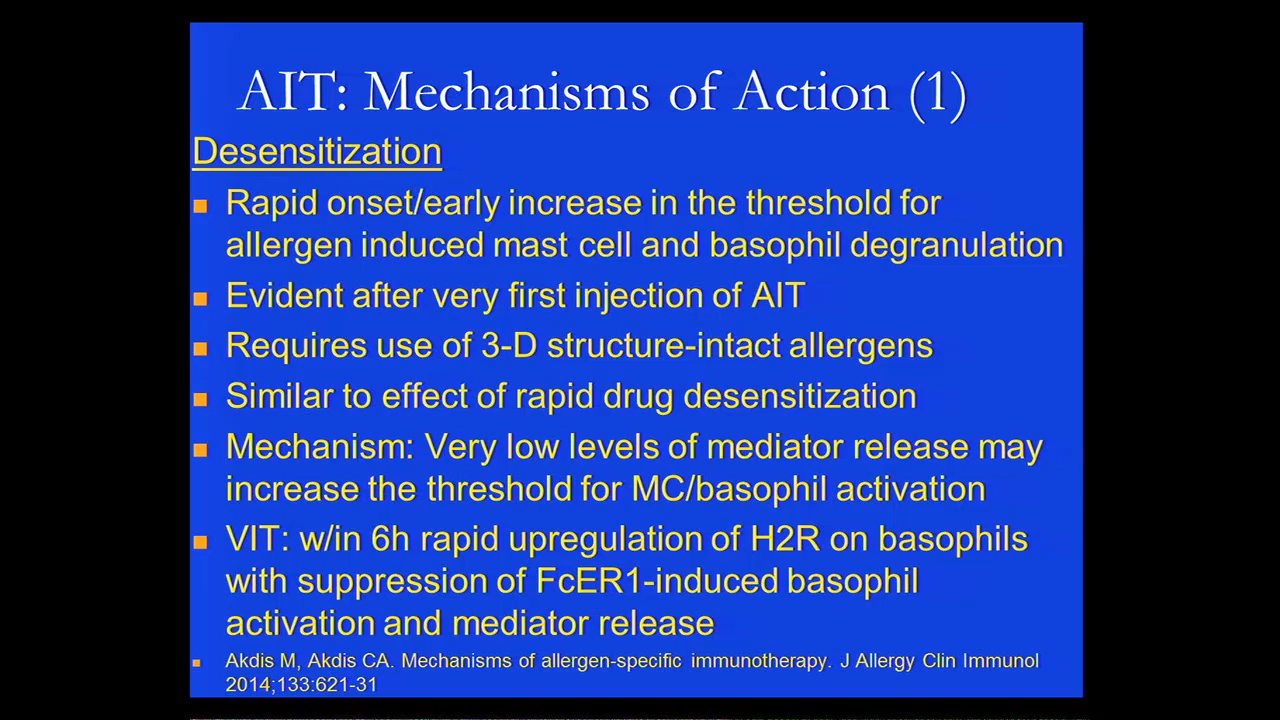 AIT: Mechanisms of Action (1)
Desensitization
Rapid onset/early increase in the threshold for
allergen induced mast cell and basophil degranulation
Evident after very first injection of AIT
Requires use of 3-D structure-intact allergens
Similar to effect of rapid drug desensitization
Mechanism: Very low levels of mediator release may
increase the threshold for MC/basophil activation
VIT: w/in 6h rapid upregulation of H2R on basophils
with suppression of FcER1-induced basophil
activation and mediator release
Akdis M, Akdis CA. Mechanisms of allergen-specific immunotherapy. J Allergy Clin Immunol
2014;133:621-31